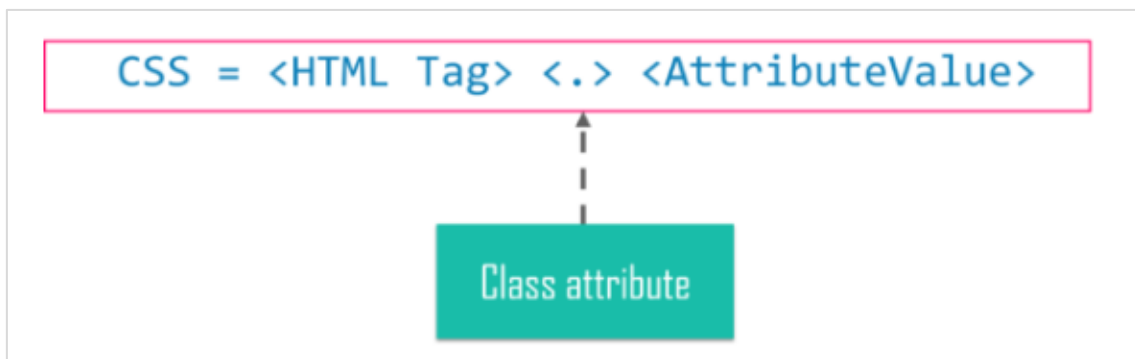 CSS = <HTML Tag> <.> <AttributeValue>
Class attribute